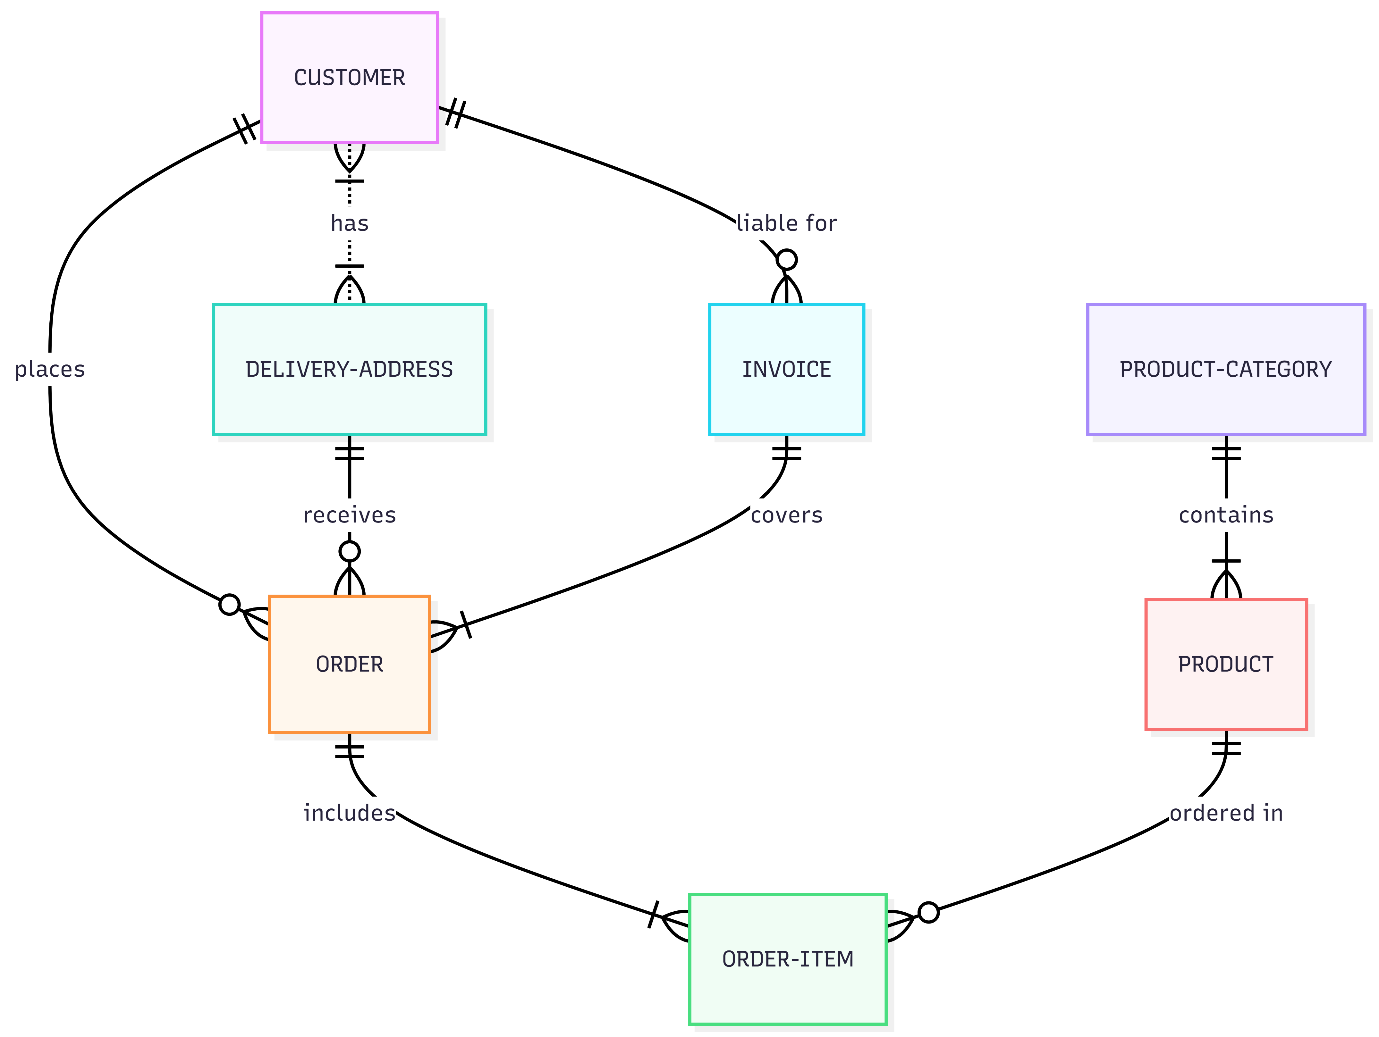 CUSTOMER
has
liable for
places
DELIVERY-ADDRESS
INVOICE
PRODUCT-CATEGORY
receives
covers
contains
ORDER
PRODUCT
includes
ordered in
ORDER-ITEM